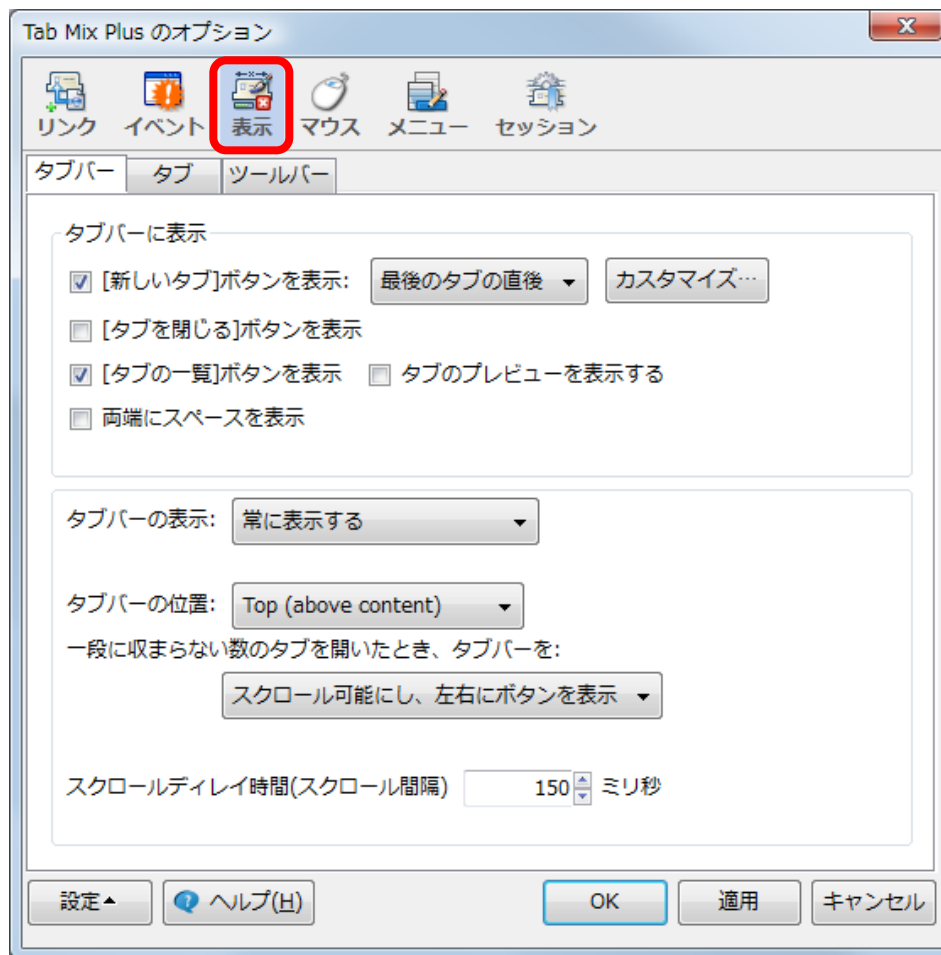 Tab Mix Plus のオプション
リンク イベント 表示 マウス メニュー セッション
タブバー タブ ツールバー
タブバーに表示
[新しいタブ]ボタンを表示: 最後のタブの直後 カスタマイズ…
[タブを閉じる]ボタンを表示
[タブの一覧]ボタンを表示 タブのプレビューを表示する
両端にスペースを表示
タブバーの表示: 常に表示する
タブバーの位置: Top (above content)
一段に収まらない数のタブを開いたとき、タブバーを:
スクロール可能にし、左右にボタンを表示
スクロールディレイ時間(スクロール間隔) 150 ミリ秒
設定 ヘルプ(H) OK 適用 キャンセル